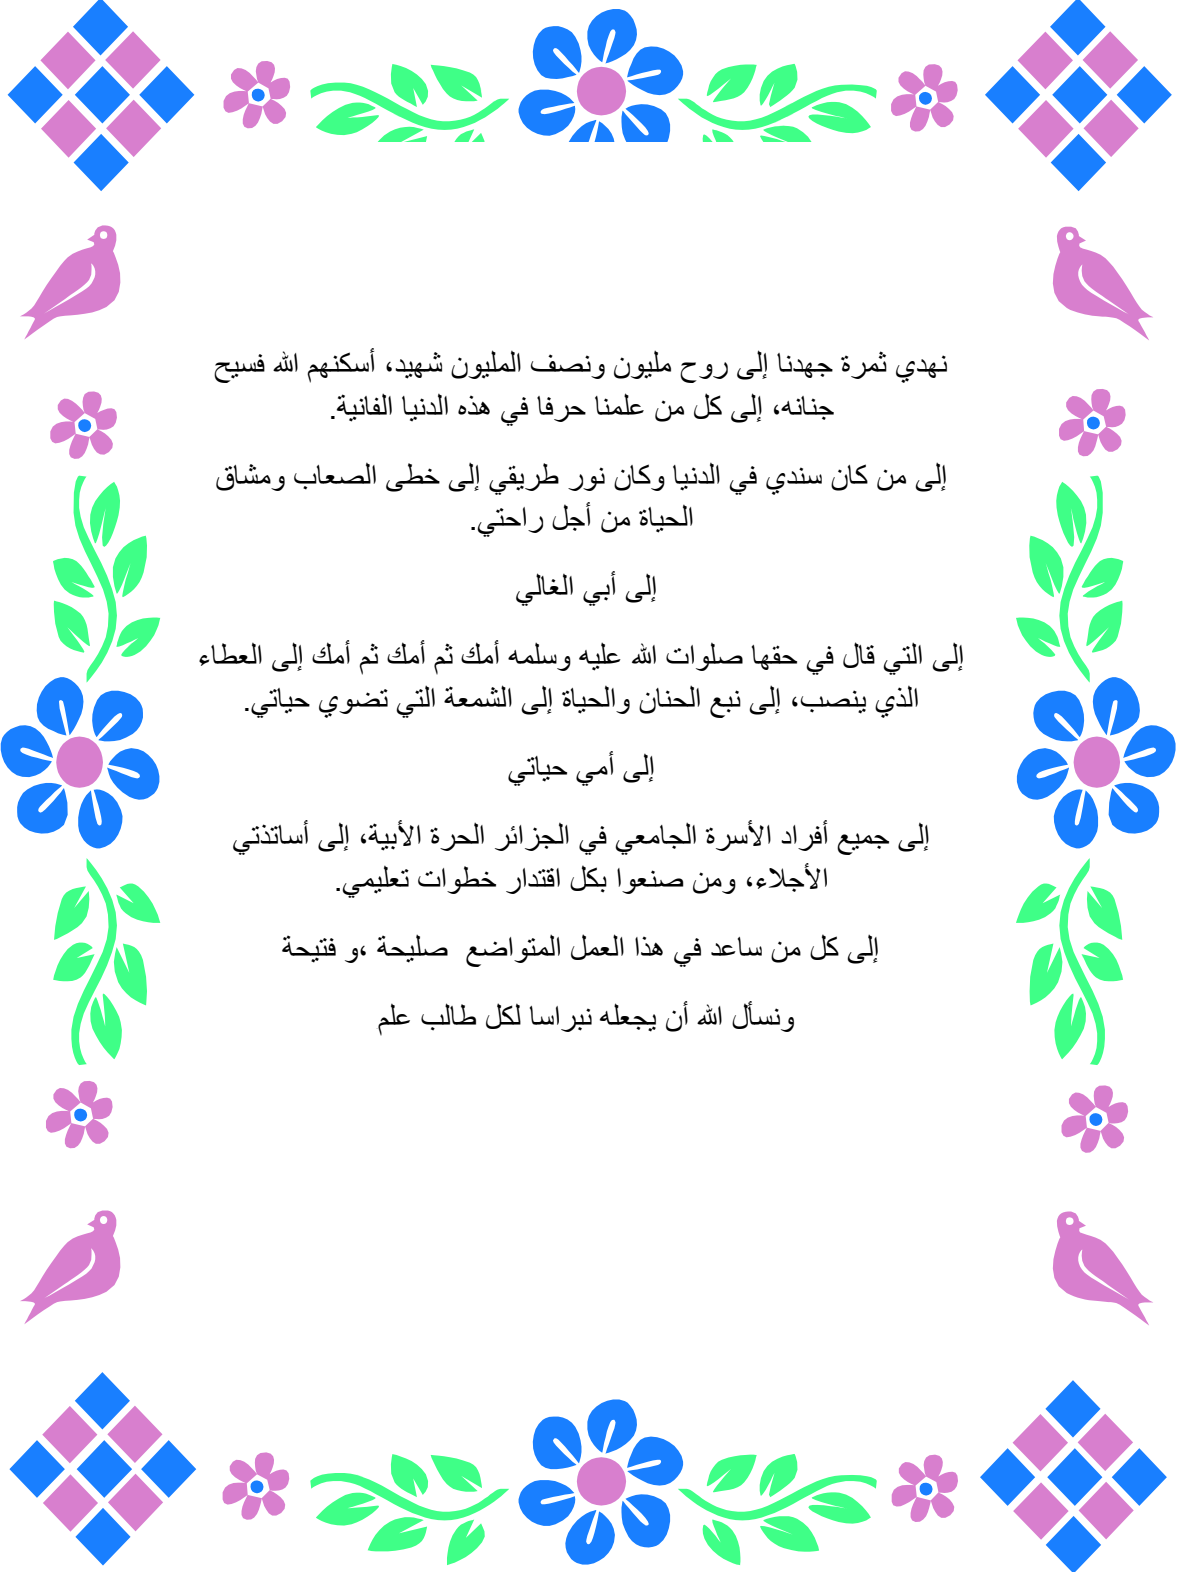 نهدي ثمرة جهدنا إلى روح مليون ونصف المليون شهيد، أسكنهم الله فسيح
جنانه، إلى كل من علمنا حرفا في هذه الدنيا الفانية.
إلى من كان سندي في الدنيا وكان نور طريقي إلى خطى الصعاب ومشاق
الحياة من أجل راحتي.
إلى أبي الغالي
إلى التي قال في حقها صلوات الله عليه وسلمه أمك ثم أمك ثم أمك إلى العطاء
الذي ينصب، إلى نبع الحنان والحياة إلى الشمعة التي تضوي حياتي.
إلى أمي حياتي
إلى جميع أفراد الأسرة الجامعي في الجزائر الحرة الأبية، إلى أساتذتي
الأجلاء، ومن صنعوا بكل اقتدار خطوات تعليمي.
إلى كل من ساعد في هذا العمل المتواضع صليحة ،و فتيحة
ونسأل الله أن يجعله نبراسا لكل طالب علم